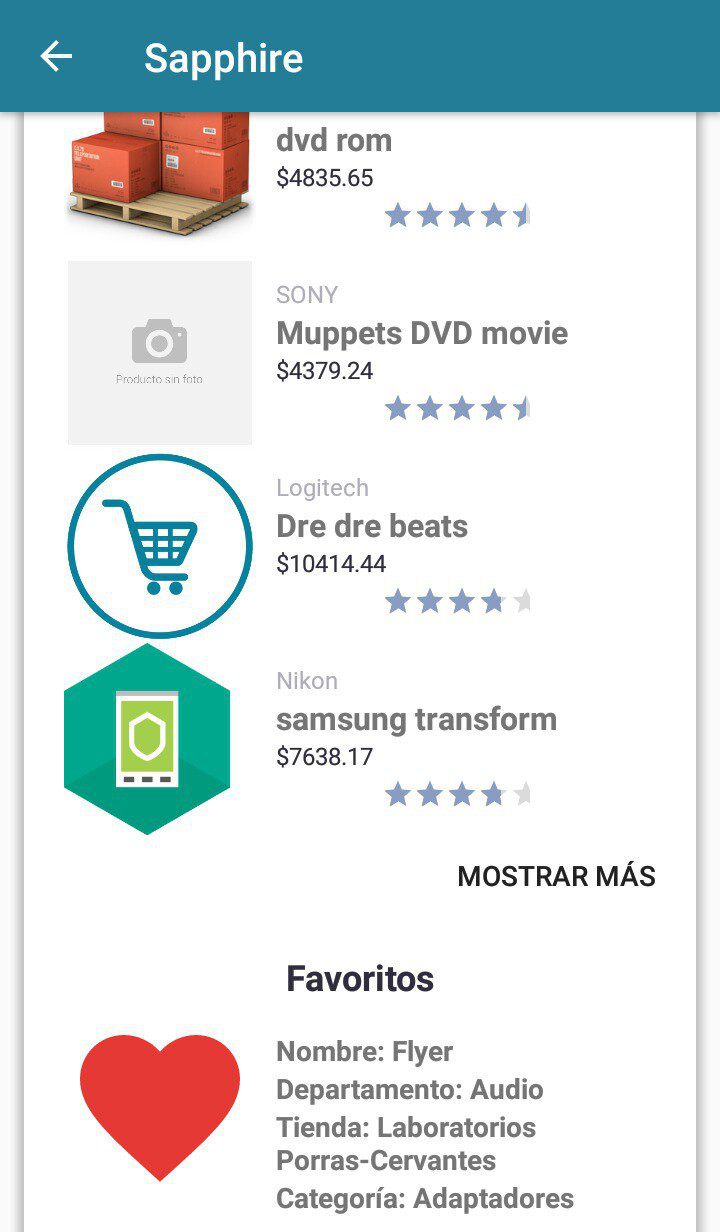 Sapphire
dvd rom
$4835.65
SONY
Muppets DVD movie
$4379.24
Producto sin foto
Logitech
Dre dre beats
$10414.44
Nikon
samsung transform
$7638.17
MOSTRAR MÁS
Favoritos
Nombre: Flyer
Departamento: Audio
Tienda: Laboratorios
Porras-Cervantes
Categoría: Adaptadores